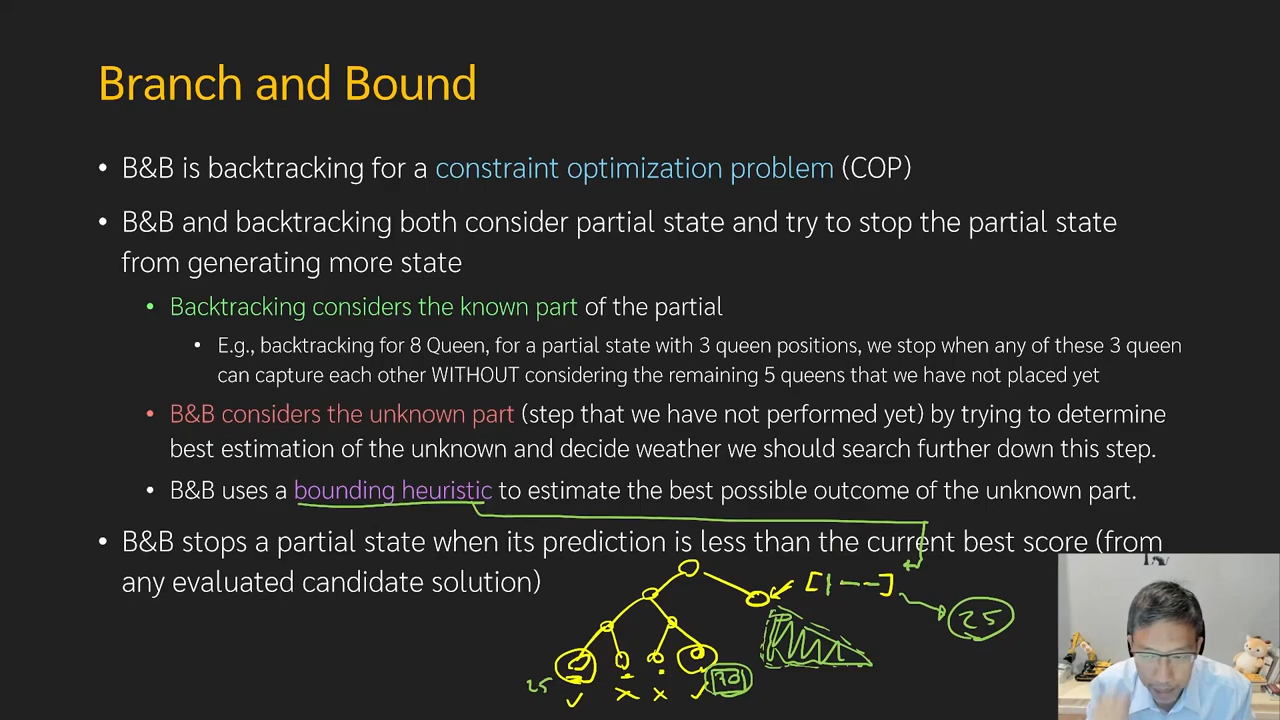 Branch and Bound
• B&B is backtracking for a constraint optimization problem (COP)
• B&B and backtracking both consider partial state and try to stop the partial state
from generating more state
• Backtracking considers the known part of the partial
• E.g., backtracking for 8 Queen, for a partial state with 3 queen positions, we stop when any of these 3 queen
can capture each other WITHOUT considering the remaining 5 queens that we have not placed yet
• B&B considers the unknown part (step that we have not performed yet) by trying to determine
best estimation of the unknown and decide weather we should search further down this step.
• B&B uses a bounding heuristic to estimate the best possible outcome of the unknown part.
• B&B stops a partial state when its prediction is less than the current best score (from
any evaluated candidate solution)
[1 - - -]
25
25